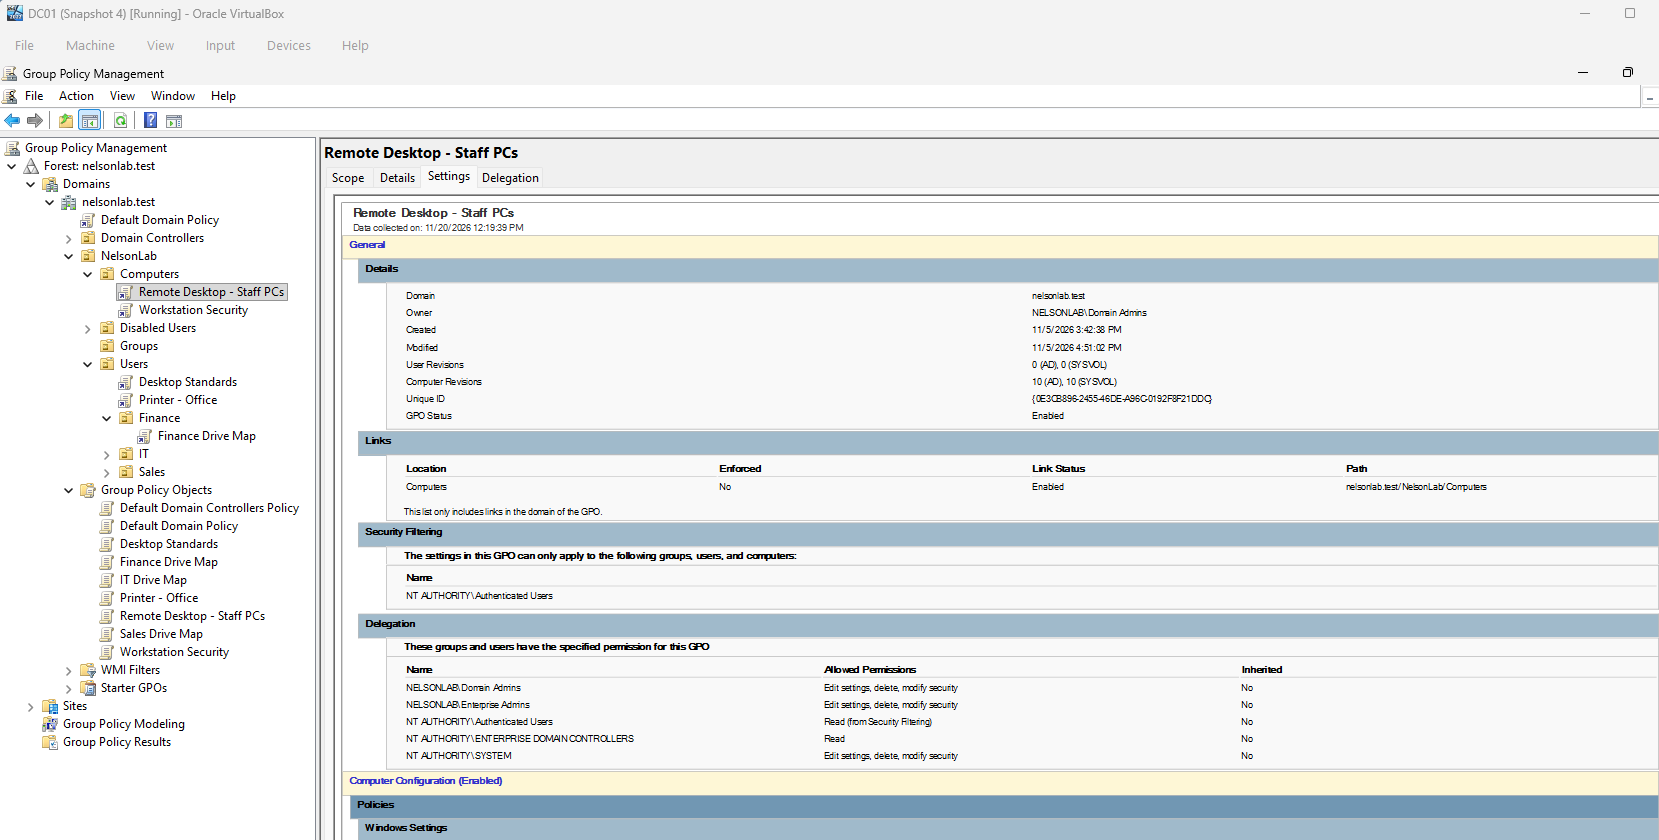 DC01 (Snapshot 4) [Running] - Oracle VirtualBox
File Machine View Input Devices Help
Group Policy Management
File Action View Window Help
Group Policy Management
Forest: nelsonlab.test
Domains
nelsonlab.test
Default Domain Policy
Domain Controllers
NelsonLab
Computers
Remote Desktop - Staff PCs
Workstation Security
Disabled Users
Groups
Users
Desktop Standards
Printer - Office
Finance
Finance Drive Map
IT
Sales
Group Policy Objects
Default Domain Controllers Policy
Default Domain Policy
Desktop Standards
Finance Drive Map
IT Drive Map
Printer - Office
Remote Desktop - Staff PCs
Sales Drive Map
Workstation Security
WMI Filters
Starter GPOs
Sites
Group Policy Modeling
Group Policy Results
Remote Desktop - Staff PCs
Scope Details Settings Delegation
Remote Desktop - Staff PCs
Data collected on: 11/20/2026 12:19:39 PM
General
Details
Domain nelsonlab.test
Owner NELSONLAB\Domain Admins
Created 11/5/2026 3:42:38 PM
Modified 11/5/2026 4:51:02 PM
User Revisions 0 (AD), 0 (SYSVOL)
Computer Revisions 10 (AD), 10 (SYSVOL)
Unique ID {0E3CB896-2455-46DE-A96C-0192F8F21DDC}
GPO Status Enabled
Links
Location Enforced Link Status Path
Computers No Enabled nelsonlab.test/NelsonLab/Computers
This list only includes links in the domain of the GPO.
Security Filtering
The settings in this GPO can only apply to the following groups, users, and computers:
Name
NT AUTHORITY\Authenticated Users
Delegation
These groups and users have the specified permission for this GPO
Name Allowed Permissions Inherited
NELSONLAB\Domain Admins Edit settings, delete, modify security No
NELSONLAB\Enterprise Admins Edit settings, delete, modify security No
NT AUTHORITY\Authenticated Users Read (from Security Filtering) No
NT AUTHORITY\ENTERPRISE DOMAIN CONTROLLERS Read No
NT AUTHORITY\SYSTEM Edit settings, delete, modify security No
Computer Configuration (Enabled)
Policies
Windows Settings